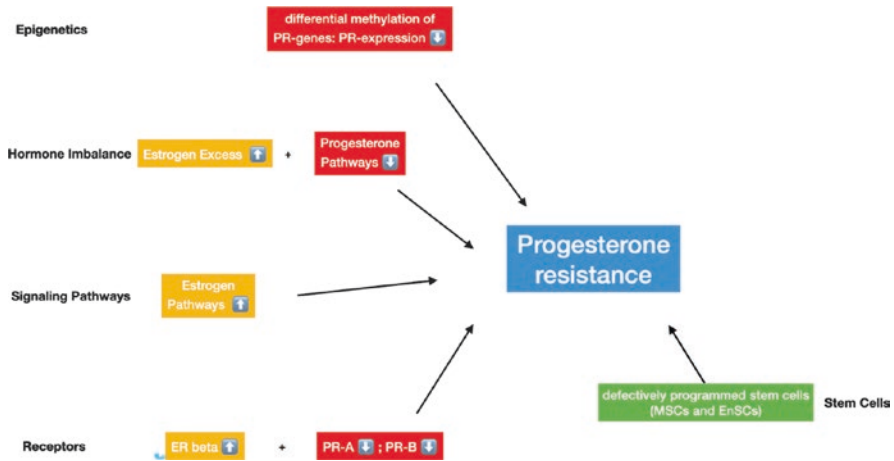 Epigenetics
differential methylation of
PR-genes: PR-expression ⬇
Hormone Imbalance
Estrogen Excess ⬆
+
Progesterone
Pathways ⬇
Progesterone
resistance
Signaling Pathways
Estrogen
Pathways ⬆
defectively programmed stem cells
(MSCs and EnSCs)
Stem Cells
Receptors
ER beta ⬆
+
PR-A ⬇ ; PR-B ⬇